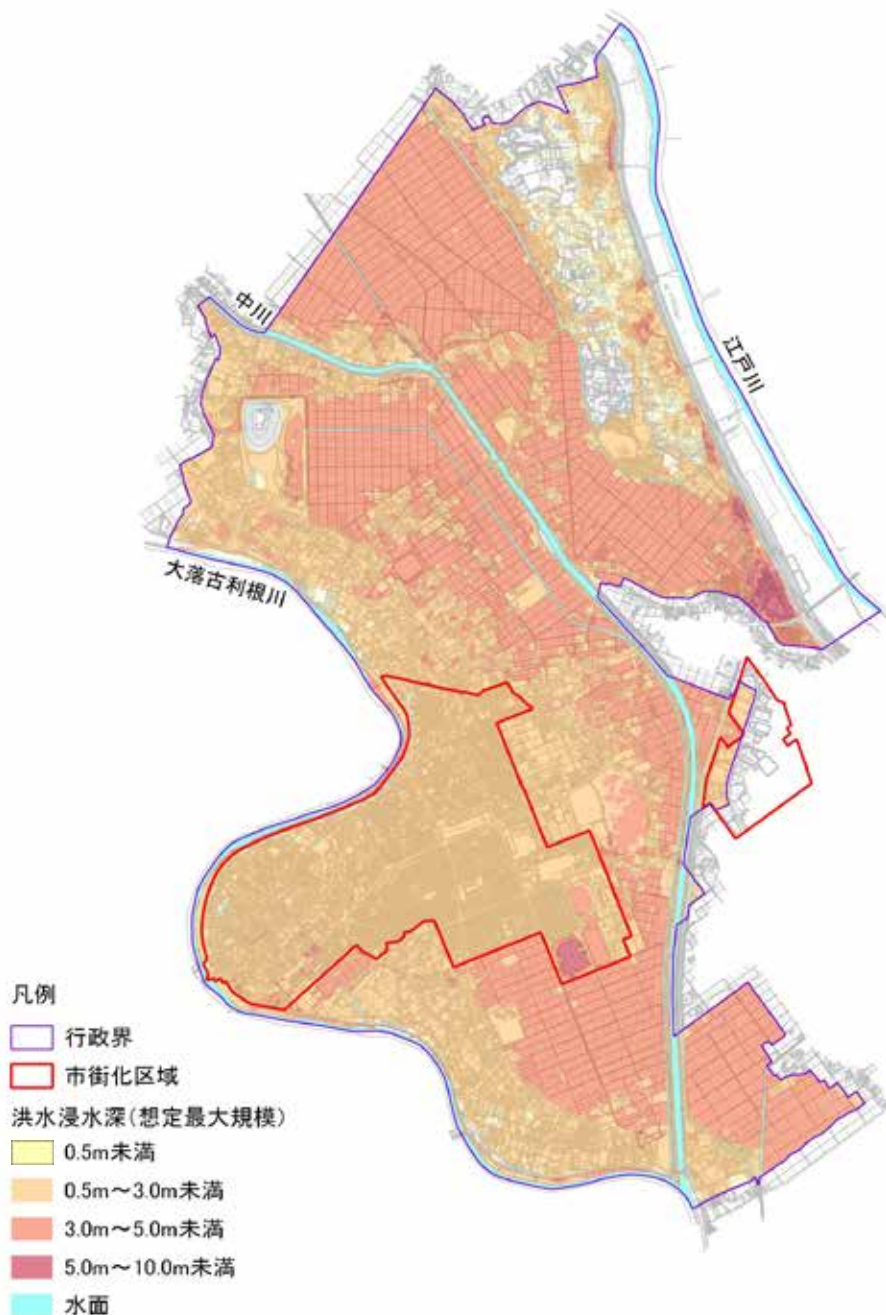 中川
江戸川
大落古利根川
凡例
行政界
市街化区域
洪水浸水深(想定最大規模)
0.5m未満
0.5m～3.0m未満
3.0m～5.0m未満
5.0m～10.0m未満
水面